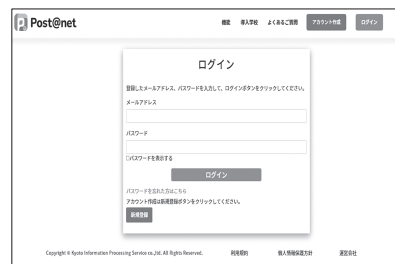 Post@net
機能 導入学校 よくあるご質問 アカウント作成 ログイン
ログイン
登録したメールアドレス、パスワードを入力して、ログインボタンをクリックしてください。
メールアドレス
パスワード
パスワードを表示する
ログイン
パスワードを忘れた方はこちら
アカウント作成は新規登録ボタンをクリックしてください。
新規登録
Copyright © Kyoto Information Processing Service co.,ltd. All Rights Reserved. 利用規約 個人情報保護方針 運営会社